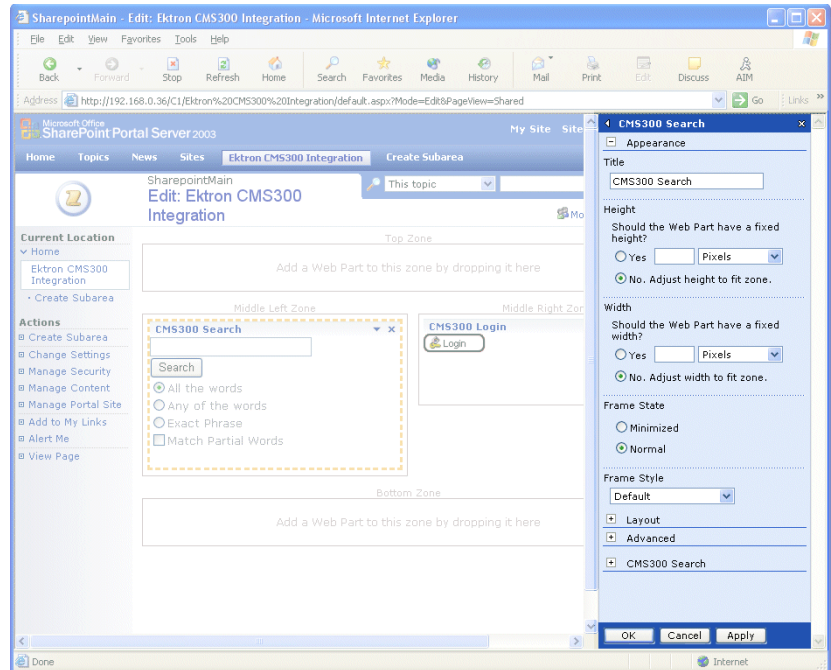 SharepointMain - Edit: Ektron CMS300 Integration - Microsoft Internet Explorer
File Edit View Favorites Tools Help
Back Forward Stop Refresh Home Search Favorites Media History Mail Print Edit Discuss AIM
Address http://192.168.0.36/C1/Ektron%20CMS300%20Integration/default.aspx?Mode=Edit&PageView=Shared Go Links »
Microsoft Office
SharePoint Portal Server 2003
My Site Site
Home Topics News Sites Ektron CMS300 Integration Create Subarea
SharepointMain
Edit: Ektron CMS300
Integration
This topic
Mo
Current Location
Home
Ektron CMS300
Integration
Create Subarea
Actions
Create Subarea
Change Settings
Manage Security
Manage Content
Manage Portal Site
Add to My Links
Alert Me
View Page
Top Zone
Add a Web Part to this zone by dropping it here
Middle Left Zone
CMS300 Search
Search
All the words
Any of the words
Exact Phrase
Match Partial Words
Middle Right Zon
CMS300 Login
Login
Bottom Zone
Add a Web Part to this zone by dropping it here
CMS300 Search x
Appearance
Title
CMS300 Search
Height
Should the Web Part have a fixed
height?
Yes Pixels
No. Adjust height to fit zone.
Width
Should the Web Part have a fixed
width?
Yes Pixels
No. Adjust width to fit zone.
Frame State
Minimized
Normal
Frame Style
Default
Layout
Advanced
CMS300 Search
OK Cancel Apply
Done Internet